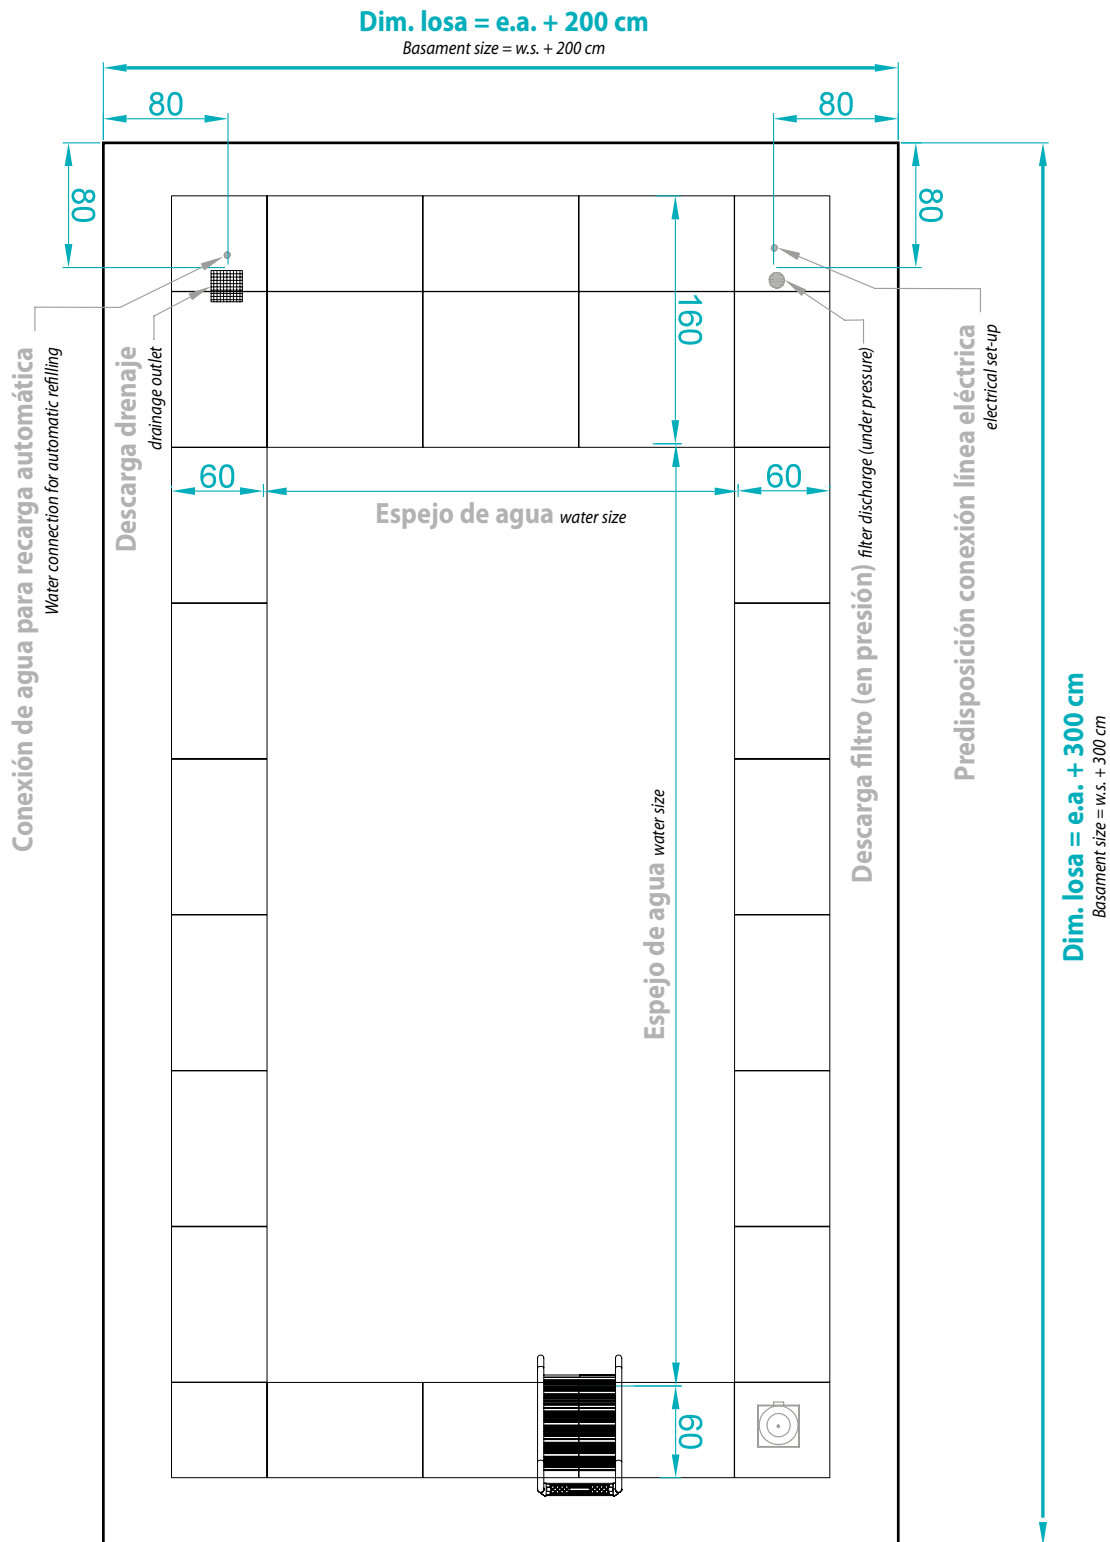 Dim. losa = e.a. + 200 cm
Basament size = w.s. + 200 cm
80
80
80
80
160
Conexión de agua para recarga automática
Water connection for automatic refilling
Descarga drenaje
drainage outlet
Descarga filtro (en presión) filter discharge (under pressure)
Predisposición conexión línea eléctrica
electrical set-up
60
60
Espejo de agua water size
Espejo de agua water size
Dim. losa = e.a. + 300 cm
Basament size = w.s. + 300 cm
60